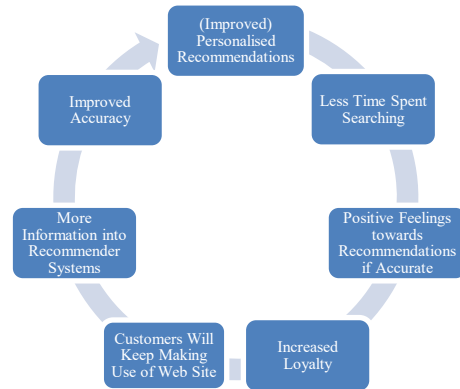 (Improved)
Personalised
Recommendations
Less Time Spent
Searching
Positive Feelings
towards
Recommendations
if Accurate
Increased
Loyalty
Customers Will
Keep Making
Use of Web Site
More
Information into
Recommender
Systems
Improved
Accuracy